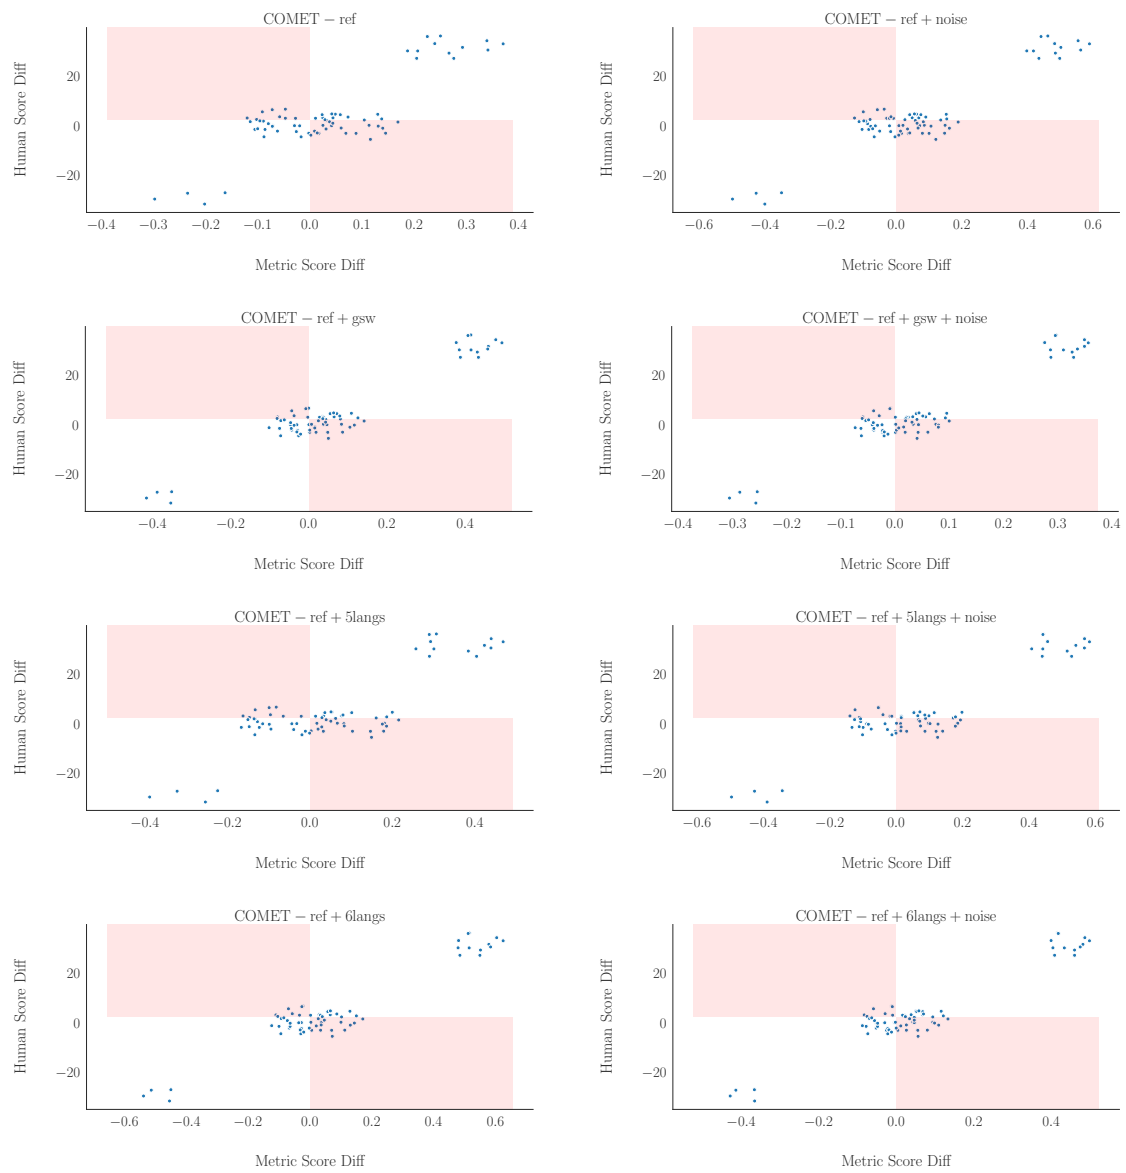 COMET − ref
COMET − ref + noise
Human Score Diff
20
0
−20
−0.4 −0.3 −0.2 −0.1 0.0 0.1 0.2 0.3 0.4
Metric Score Diff
Human Score Diff
20
0
−20
−0.6 −0.4 −0.2 0.0 0.2 0.4 0.6
Metric Score Diff
COMET − ref + gsw
COMET − ref + gsw + noise
Human Score Diff
20
0
−20
−0.4 −0.2 0.0 0.2 0.4
Metric Score Diff
Human Score Diff
20
0
−20
−0.4 −0.3 −0.2 −0.1 0.0 0.1 0.2 0.3 0.4
Metric Score Diff
COMET − ref + 5langs
COMET − ref + 5langs + noise
Human Score Diff
20
0
−20
−0.4 −0.2 0.0 0.2 0.4
Metric Score Diff
Human Score Diff
20
0
−20
−0.6 −0.4 −0.2 0.0 0.2 0.4 0.6
Metric Score Diff
COMET − ref + 6langs
COMET − ref + 6langs + noise
Human Score Diff
20
0
−20
−0.6 −0.4 −0.2 0.0 0.2 0.4 0.6
Metric Score Diff
Human Score Diff
20
0
−20
−0.4 −0.2 0.0 0.2 0.4
Metric Score Diff